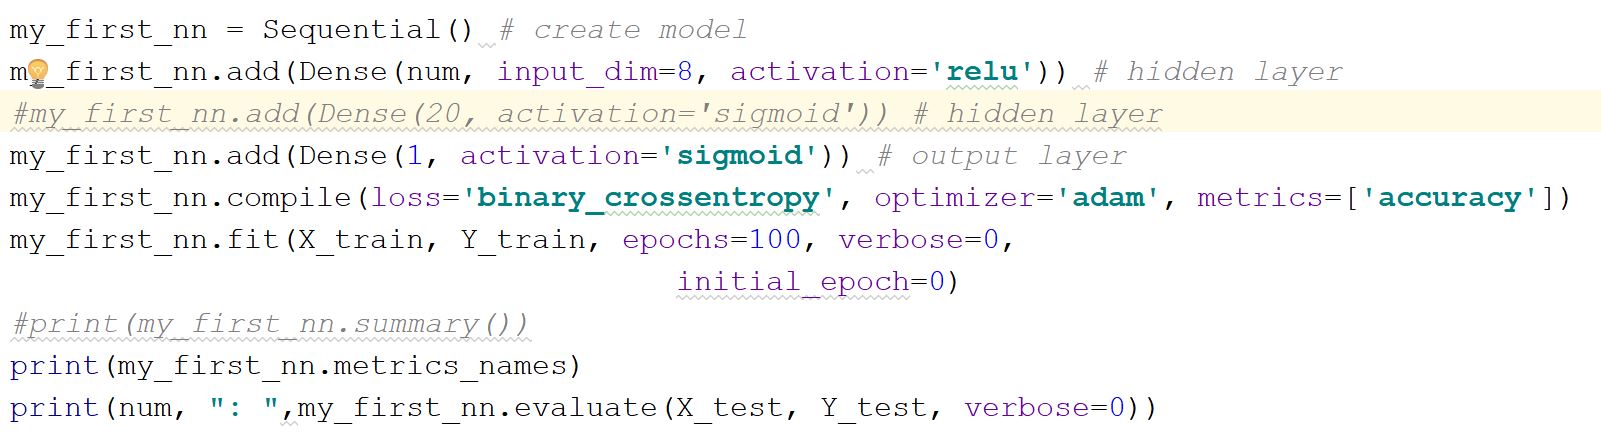 my_first_nn = Sequential() # create model
my_first_nn.add(Dense(num, input_dim=8, activation='relu')) # hidden layer
#my_first_nn.add(Dense(20, activation='sigmoid')) # hidden layer
my_first_nn.add(Dense(1, activation='sigmoid')) # output layer
my_first_nn.compile(loss='binary_crossentropy', optimizer='adam', metrics=['accuracy'])
my_first_nn.fit(X_train, Y_train, epochs=100, verbose=0,
                                     initial_epoch=0)
#print(my_first_nn.summary())
print(my_first_nn.metrics_names)
print(num, ": ",my_first_nn.evaluate(X_test, Y_test, verbose=0))